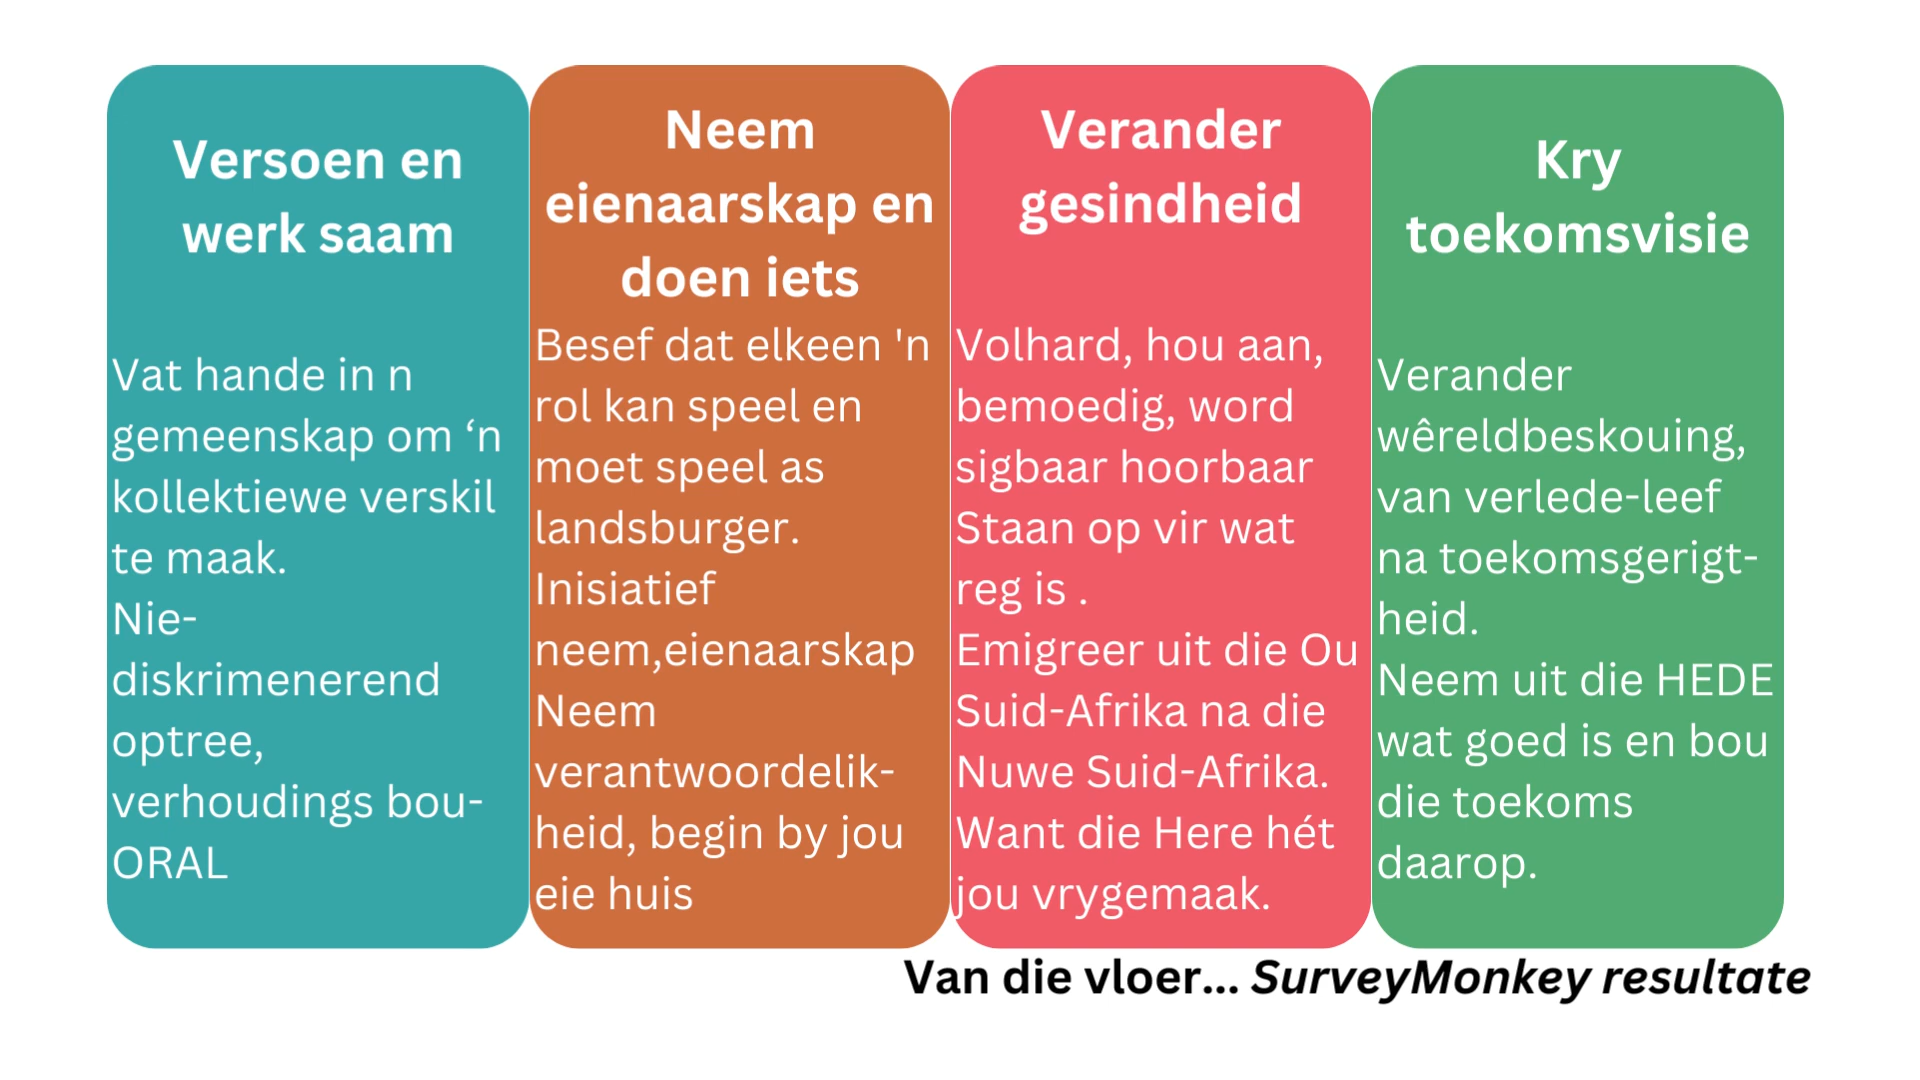 Versoen en
werk saam
Vat hande in n
gemeenskap om ‘n
kollektiewe verskil
te maak.
Nie-
diskrimenerend
optree,
verhoudings bou-
ORAL
Neem
eienaarskap en
doen iets
Besef dat elkeen 'n
rol kan speel en
moet speel as
landsburger.
Inisiatief
neem,eienaarskap
Neem
verantwoordelik-
heid, begin by jou
eie huis
Verander
gesindheid
Volhard, hou aan,
bemoedig, word
sigbaar hoorbaar
Staan op vir wat
reg is .
Emigreer uit die Ou
Suid-Afrika na die
Nuwe Suid-Afrika.
Want die Here hét
jou vrygemaak.
Kry
toekomsvisie
Verander
wêreldbeskouing,
van verlede-leef
na toekomsgerigt-
heid.
Neem uit die HEDE
wat goed is en bou
die toekoms
daarop.
Van die vloer... SurveyMonkey resultate